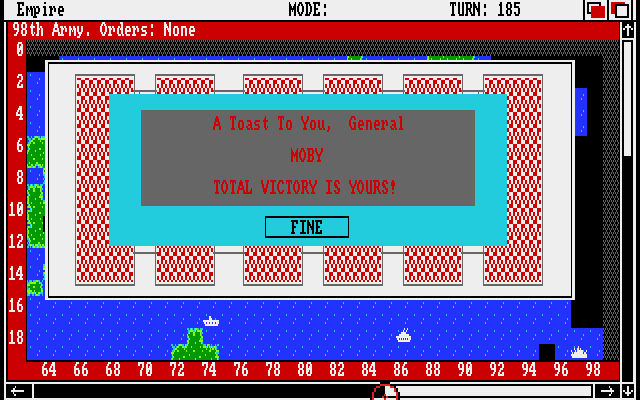 Empire MODE: TURN: 185
98th Army. Orders: None
0
2
4
6
8
10
12
14
16
18
A Toast To You, General
MOBY
TOTAL VICTORY IS YOURS!
FINE
64 66 68 70 72 74 76 78 80 82 84 86 88 90 92 94 96 98